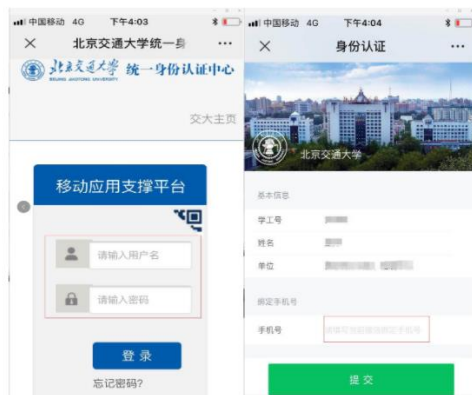 中国移动 4G 下午4:03
北京交通大学统一身
北京交通大学 统一身份认证中心
BEIJING JIAOTONG UNIVERSITY
交大主页
移动应用支撑平台
请输入用户名
请输入密码
登 录
忘记密码?
中国移动 4G 下午4:04
身份认证
北京交通大学
基本信息
学工号
姓名
单位
绑定手机号
手机号
提 交